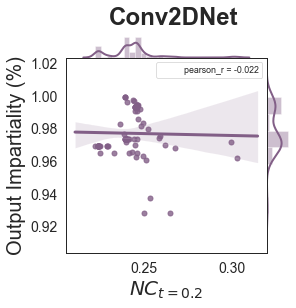 Conv2DNet
pearson_r = -0.022
Output Impartiality (%)
1.02
1.00
0.98
0.96
0.94
0.92
0.25
0.30
NC_{t = 0.2}